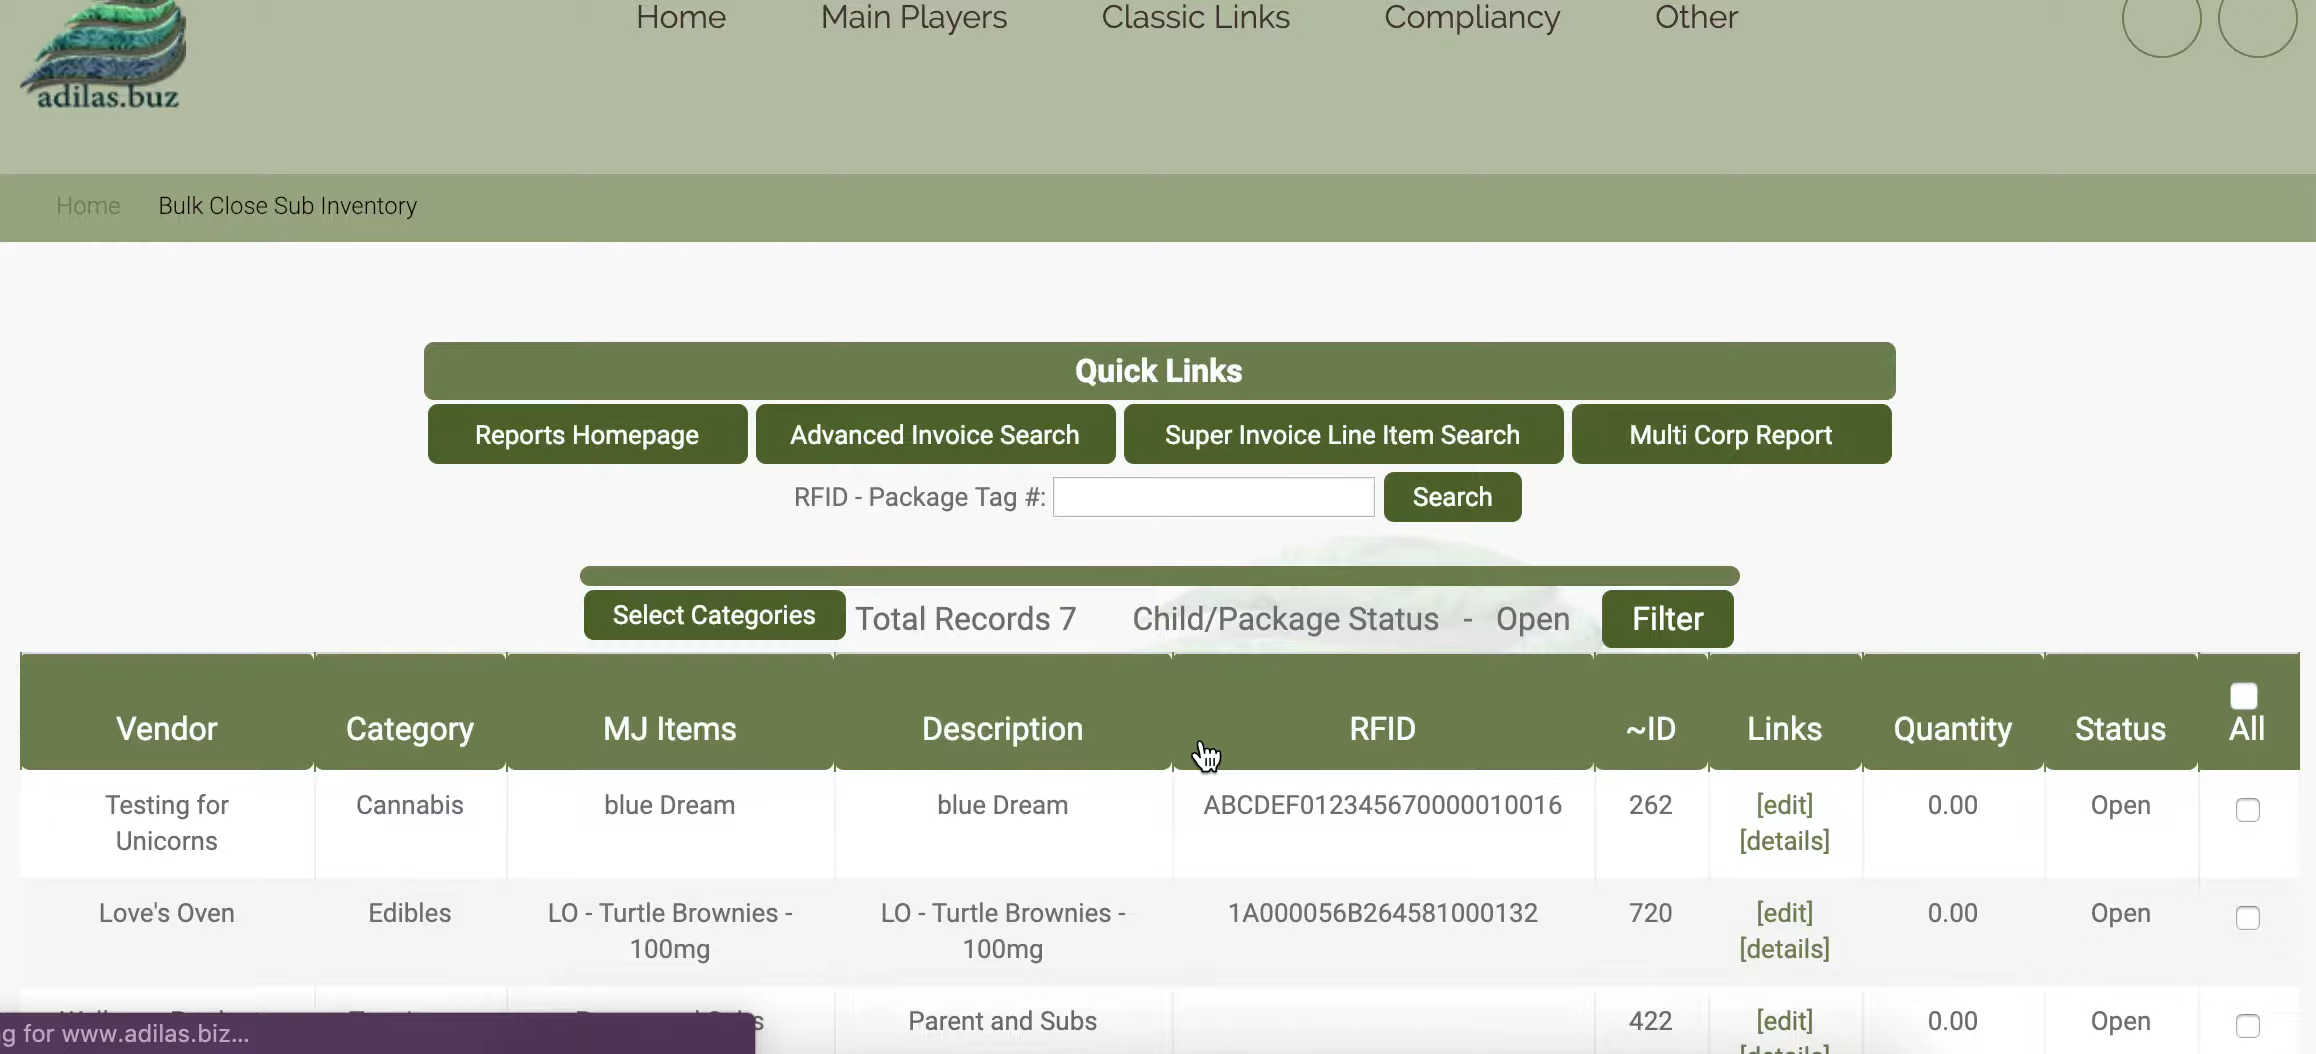 adilas.buz
Home Main Players Classic Links Compliancy Other
Home Bulk Close Sub Inventory
Quick Links
Reports Homepage Advanced Invoice Search Super Invoice Line Item Search Multi Corp Report
RFID - Package Tag #: Search
Select Categories Total Records 7 Child/Package Status - Open Filter
Vendor Category MJ Items Description RFID ~ID Links Quantity Status All
Testing for Cannabis blue Dream blue Dream ABCDEF012345670000010016 262 [edit] 0.00 Open
Unicorns [details]
Love's Oven Edibles LO - Turtle Brownies - LO - Turtle Brownies - 1A000056B264581000132 720 [edit] 0.00 Open
100mg 100mg [details]
Parent and Subs 422 [edit] 0.00 Open
g for www.adilas.biz...